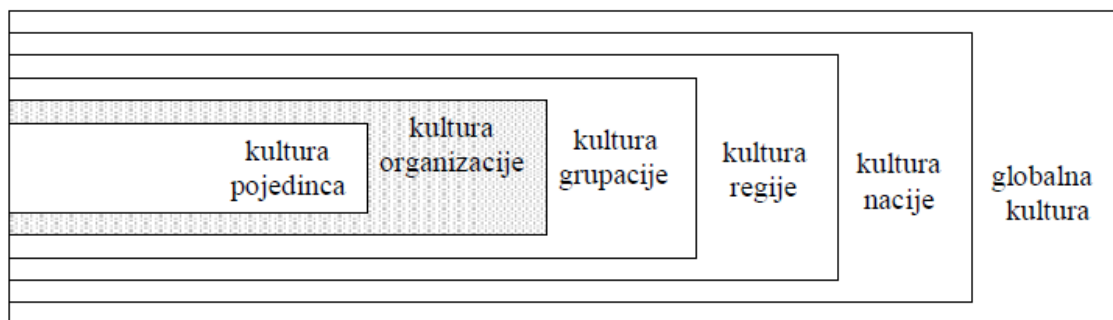 kultura
pojedinca
kultura
organizacije
kultura
grupacije
kultura
regije
kultura
nacije
globalna
kultura